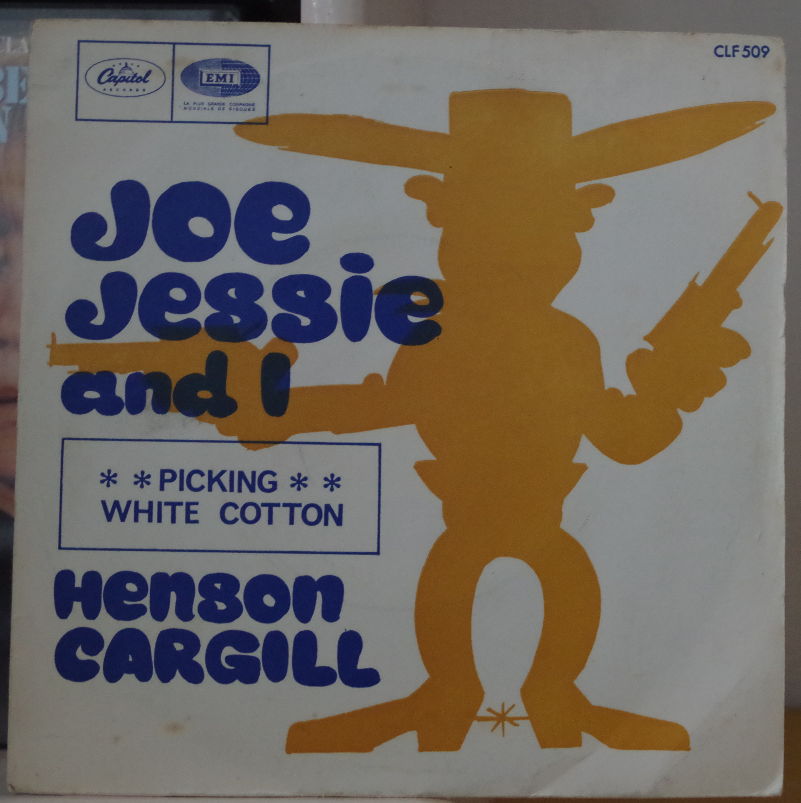 CLF 509
Capitol
RECORDS
EMI
LA PLUS GRANDE COMPAGNIE
MONDIALE DE DISQUES
Joe
Jessie
and I
* * PICKING * *
WHITE COTTON
Henson
CARGILL